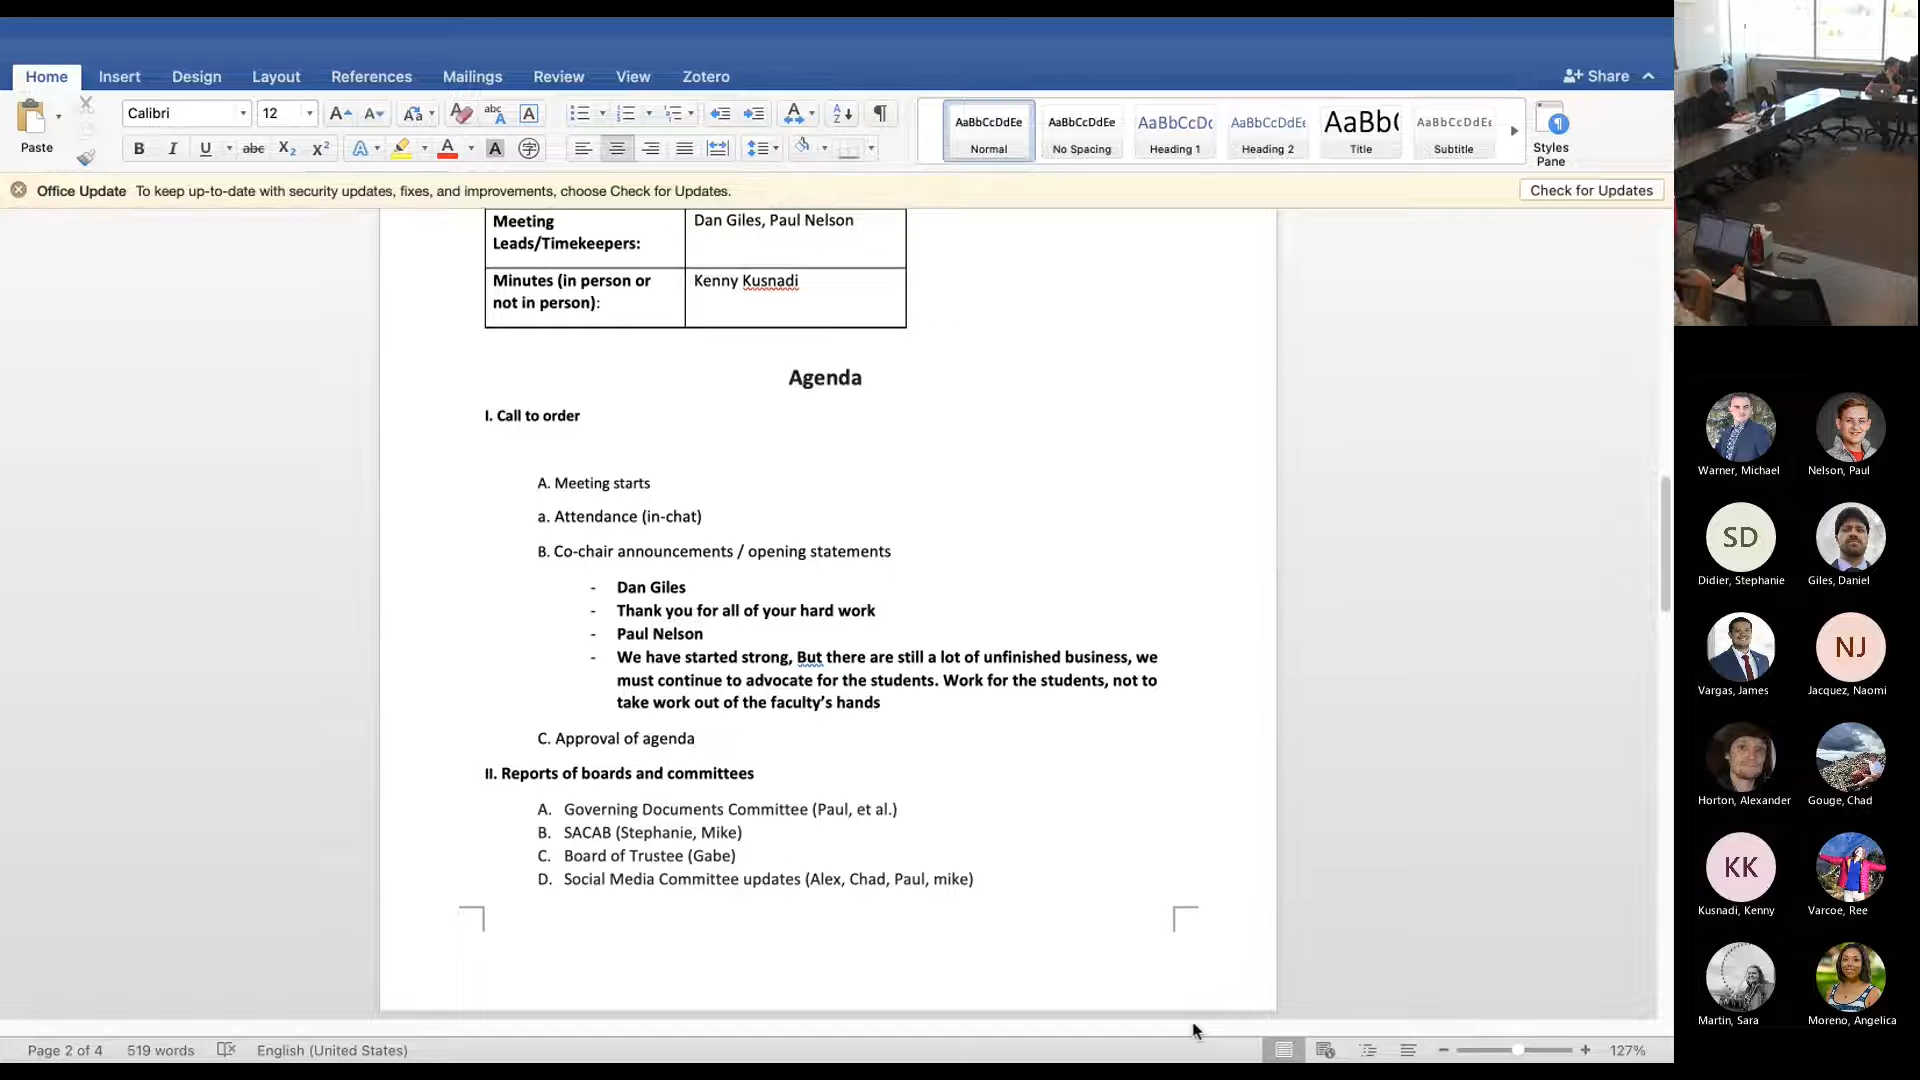 Home Insert Design Layout References Mailings Review View Zotero Share
Calibri 12
Paste
AaBbCcDdEe AaBbCcDdEe AaBbCcDc AaBbCcDdEe AaBb( AaBbCcDdEe
Normal No Spacing Heading 1 Heading 2 Title Subtitle
Styles
Pane
Office Update To keep up-to-date with security updates, fixes, and improvements, choose Check for Updates. Check for Updates
Meeting
Leads/Timekeepers:
Dan Giles, Paul Nelson
Minutes (in person or
not in person):
Kenny Kusnadi
Agenda
I. Call to order
A. Meeting starts
a. Attendance (in-chat)
B. Co-chair announcements / opening statements
- Dan Giles
- Thank you for all of your hard work
- Paul Nelson
- We have started strong, But there are still a lot of unfinished business, we
must continue to advocate for the students. Work for the students, not to
take work out of the faculty’s hands
C. Approval of agenda
II. Reports of boards and committees
A. Governing Documents Committee (Paul, et al.)
B. SACAB (Stephanie, Mike)
C. Board of Trustee (Gabe)
D. Social Media Committee updates (Alex, Chad, Paul, mike)
Page 2 of 4 519 words English (United States) 127%
Warner, Michael Nelson, Paul
SD
Didier, Stephanie Giles, Daniel
NJ
Vargas, James Jacquez, Naomi
Horton, Alexander Gouge, Chad
KK
Kusnadi, Kenny Varcoe, Ree
Martin, Sara Moreno, Angelica